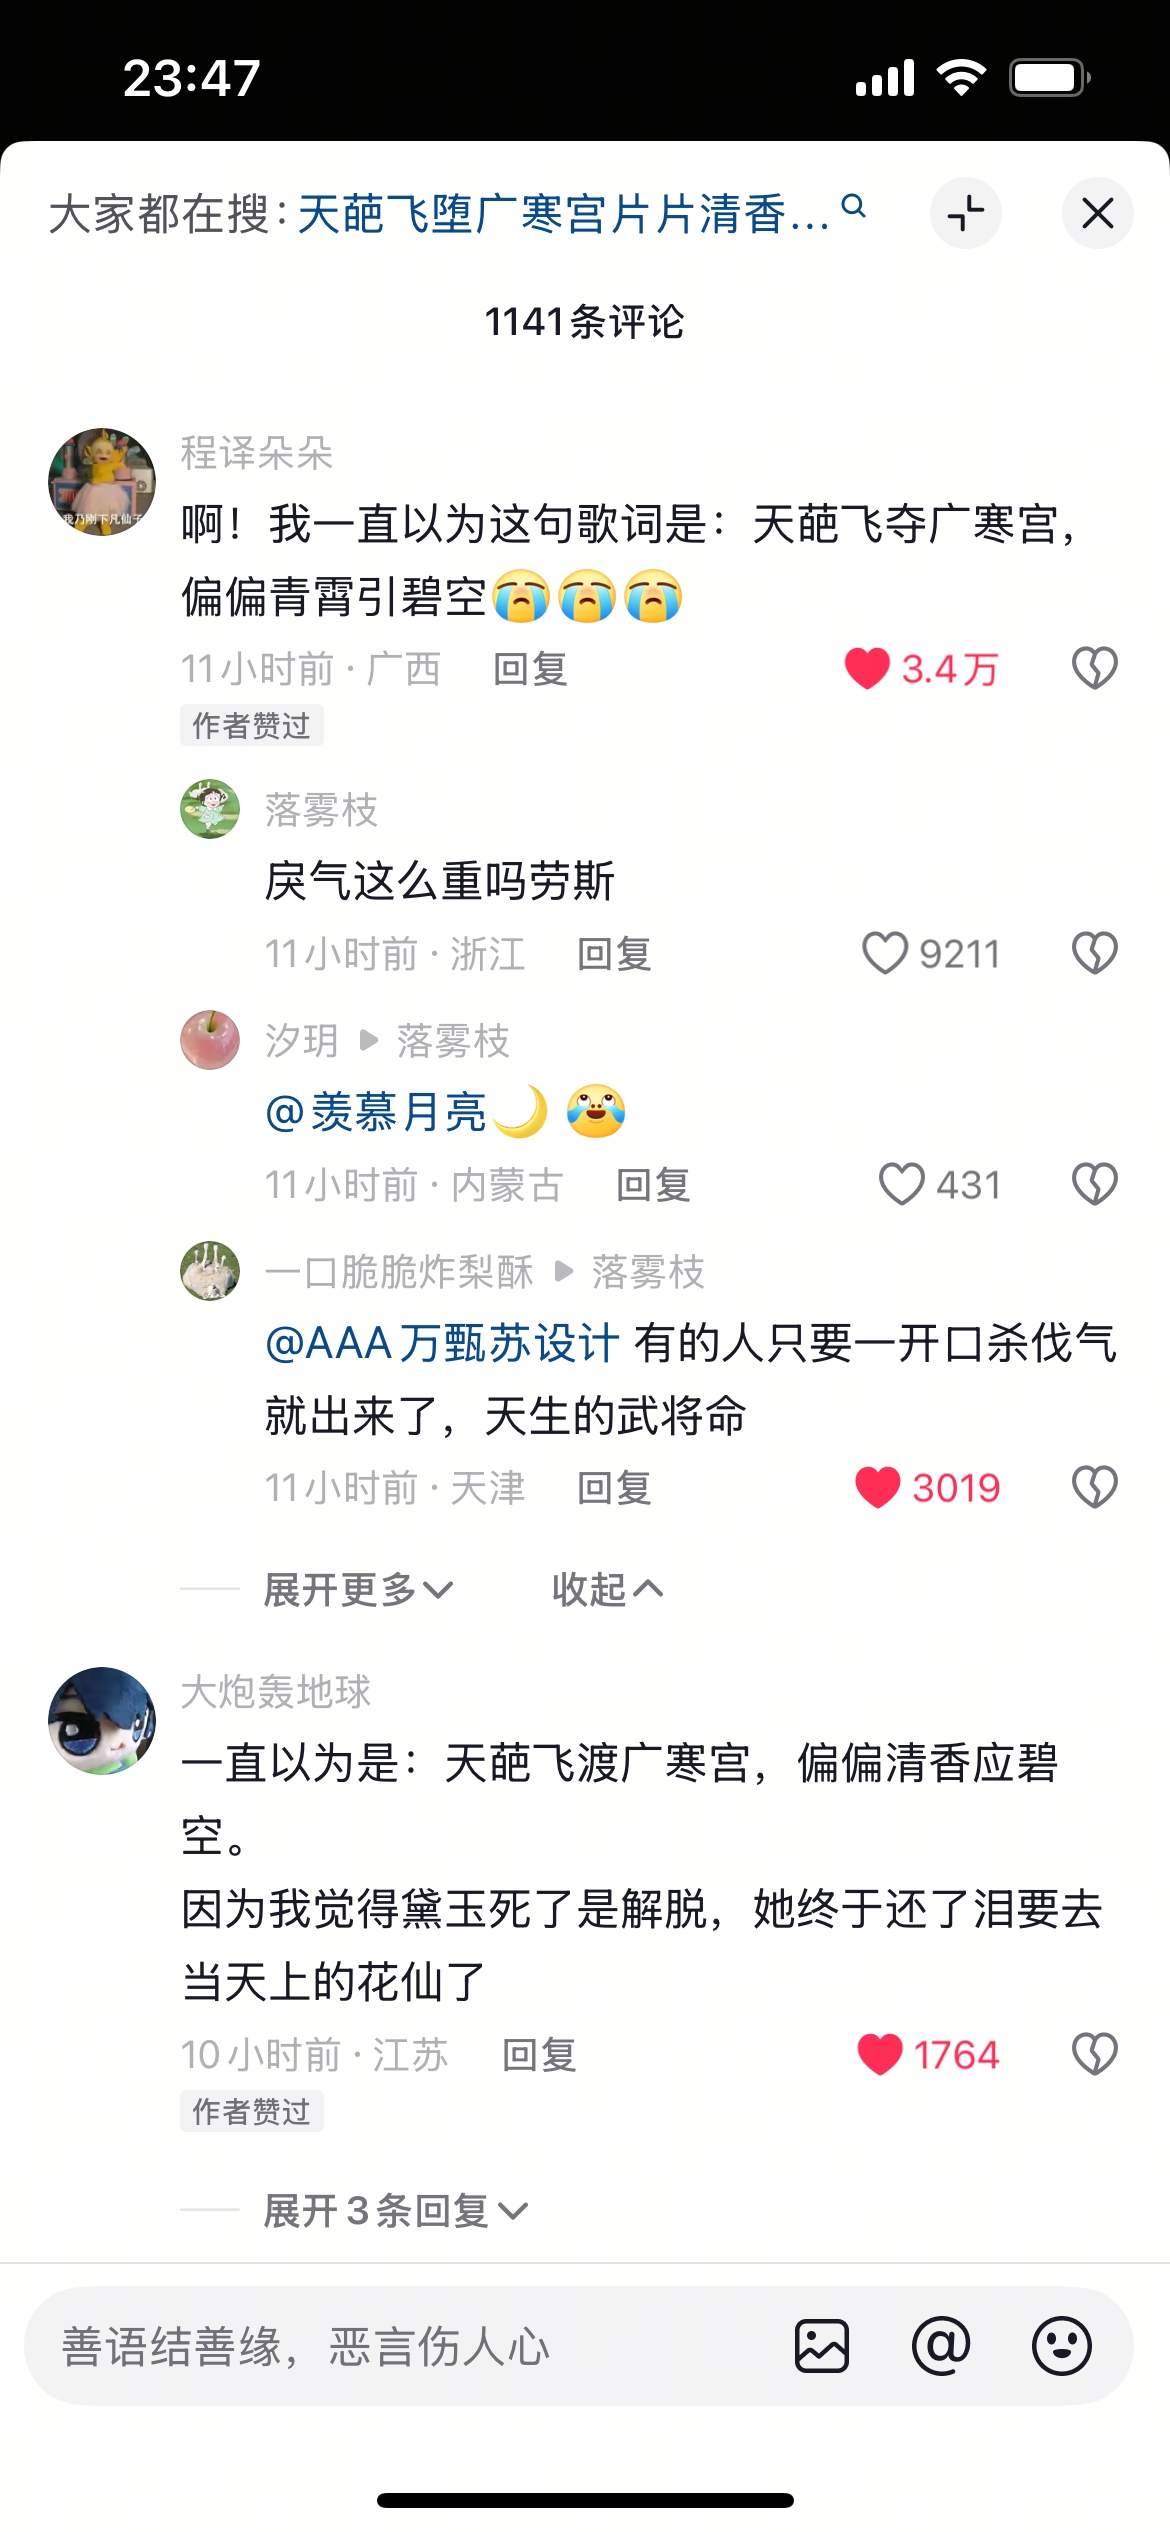 23:47
大家都在搜:天葩飞堕广寒宫片片清香...
1141条评论
程译朵朵
啊！我一直以为这句歌词是：天葩飞夺广寒宫，
偏偏青霄引碧空😭😭😭
11小时前·广西 回复 3.4万
作者赞过
落雾枝
戾气这么重吗劳斯
11小时前·浙江 回复 9211
汐玥 ▶ 落雾枝
@羡慕月亮🌙
11小时前·内蒙古 回复 431
一口脆脆炸梨酥 ▶ 落雾枝
@AAA万甄苏设计 有的人只要一开口杀伐气
就出来了，天生的武将命
11小时前·天津 回复 3019
展开更多 收起
大炮轰地球
一直以为是：天葩飞渡广寒宫，偏偏清香应碧
空。
因为我觉得黛玉死了是解脱，她终于还了泪要去
当天上的花仙了
10小时前·江苏 回复 1764
作者赞过
展开3条回复
善语结善缘，恶言伤人心